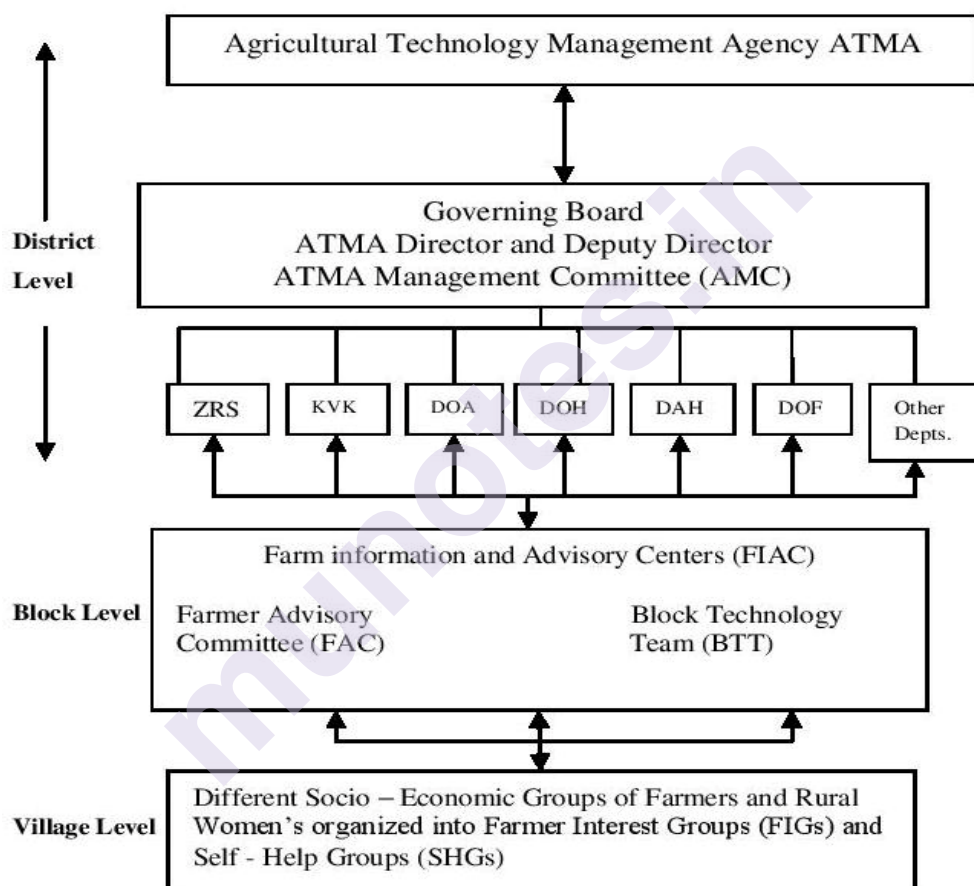 Agricultural Technology Management Agency ATMA
Governing Board
ATMA Director and Deputy Director
ATMA Management Committee (AMC)
District
Level
ZRS
KVK
DOA
DOH
DAH
DOF
Other
Depts.
Farm information and Advisory Centers (FIAC)
Block Level
Farmer Advisory
Committee (FAC)
Block Technology
Team (BTT)
Village Level
Different Socio – Economic Groups of Farmers and Rural
Women's organized into Farmer Interest Groups (FIGs) and
Self - Help Groups (SHGs)
munotes.in